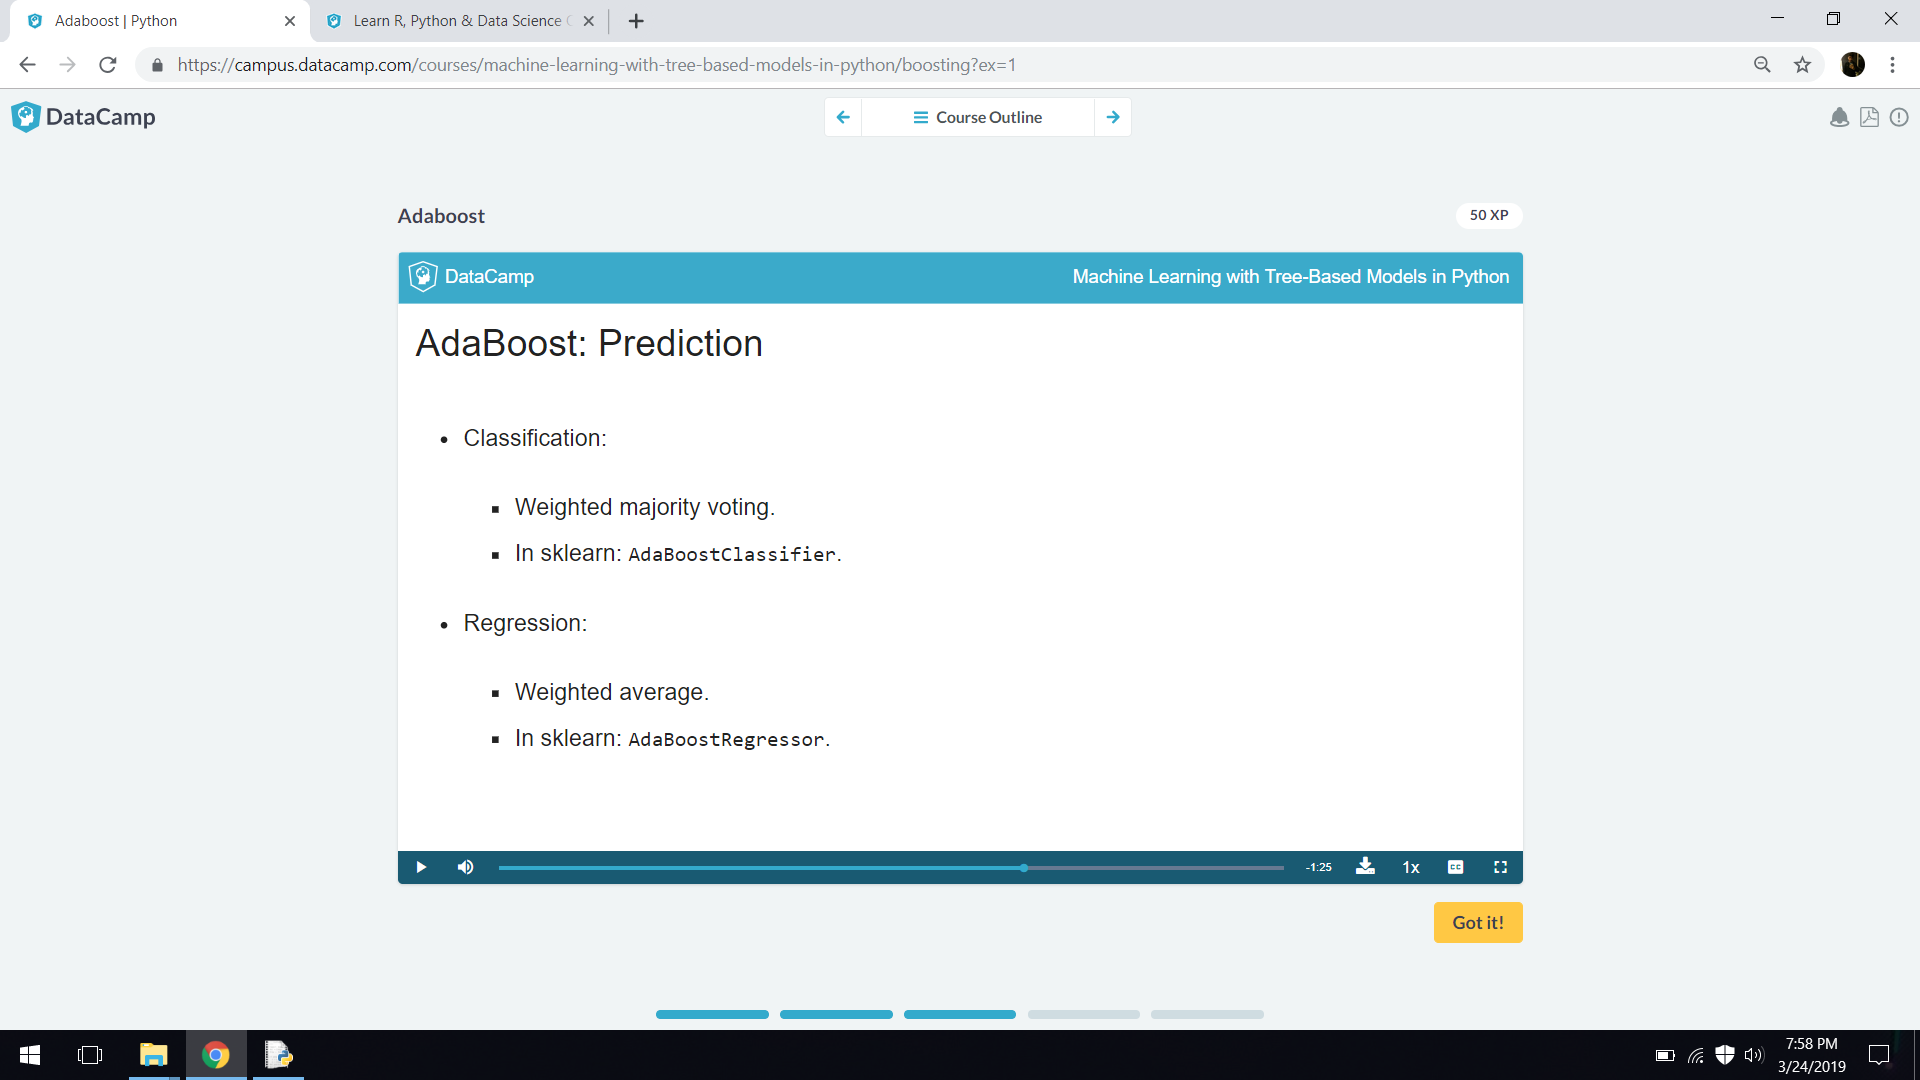 Adaboost | Python
Learn R, Python & Data Science
https://campus.datacamp.com/courses/machine-learning-with-tree-based-models-in-python/boosting?ex=1
DataCamp
Course Outline
Adaboost
50 XP
DataCamp
Machine Learning with Tree-Based Models in Python
AdaBoost: Prediction
• Classification:
▪ Weighted majority voting.
▪ In sklearn: AdaBoostClassifier.
• Regression:
▪ Weighted average.
▪ In sklearn: AdaBoostRegressor.
-1:25
1x
CC
Got it!
7:58 PM
3/24/2019